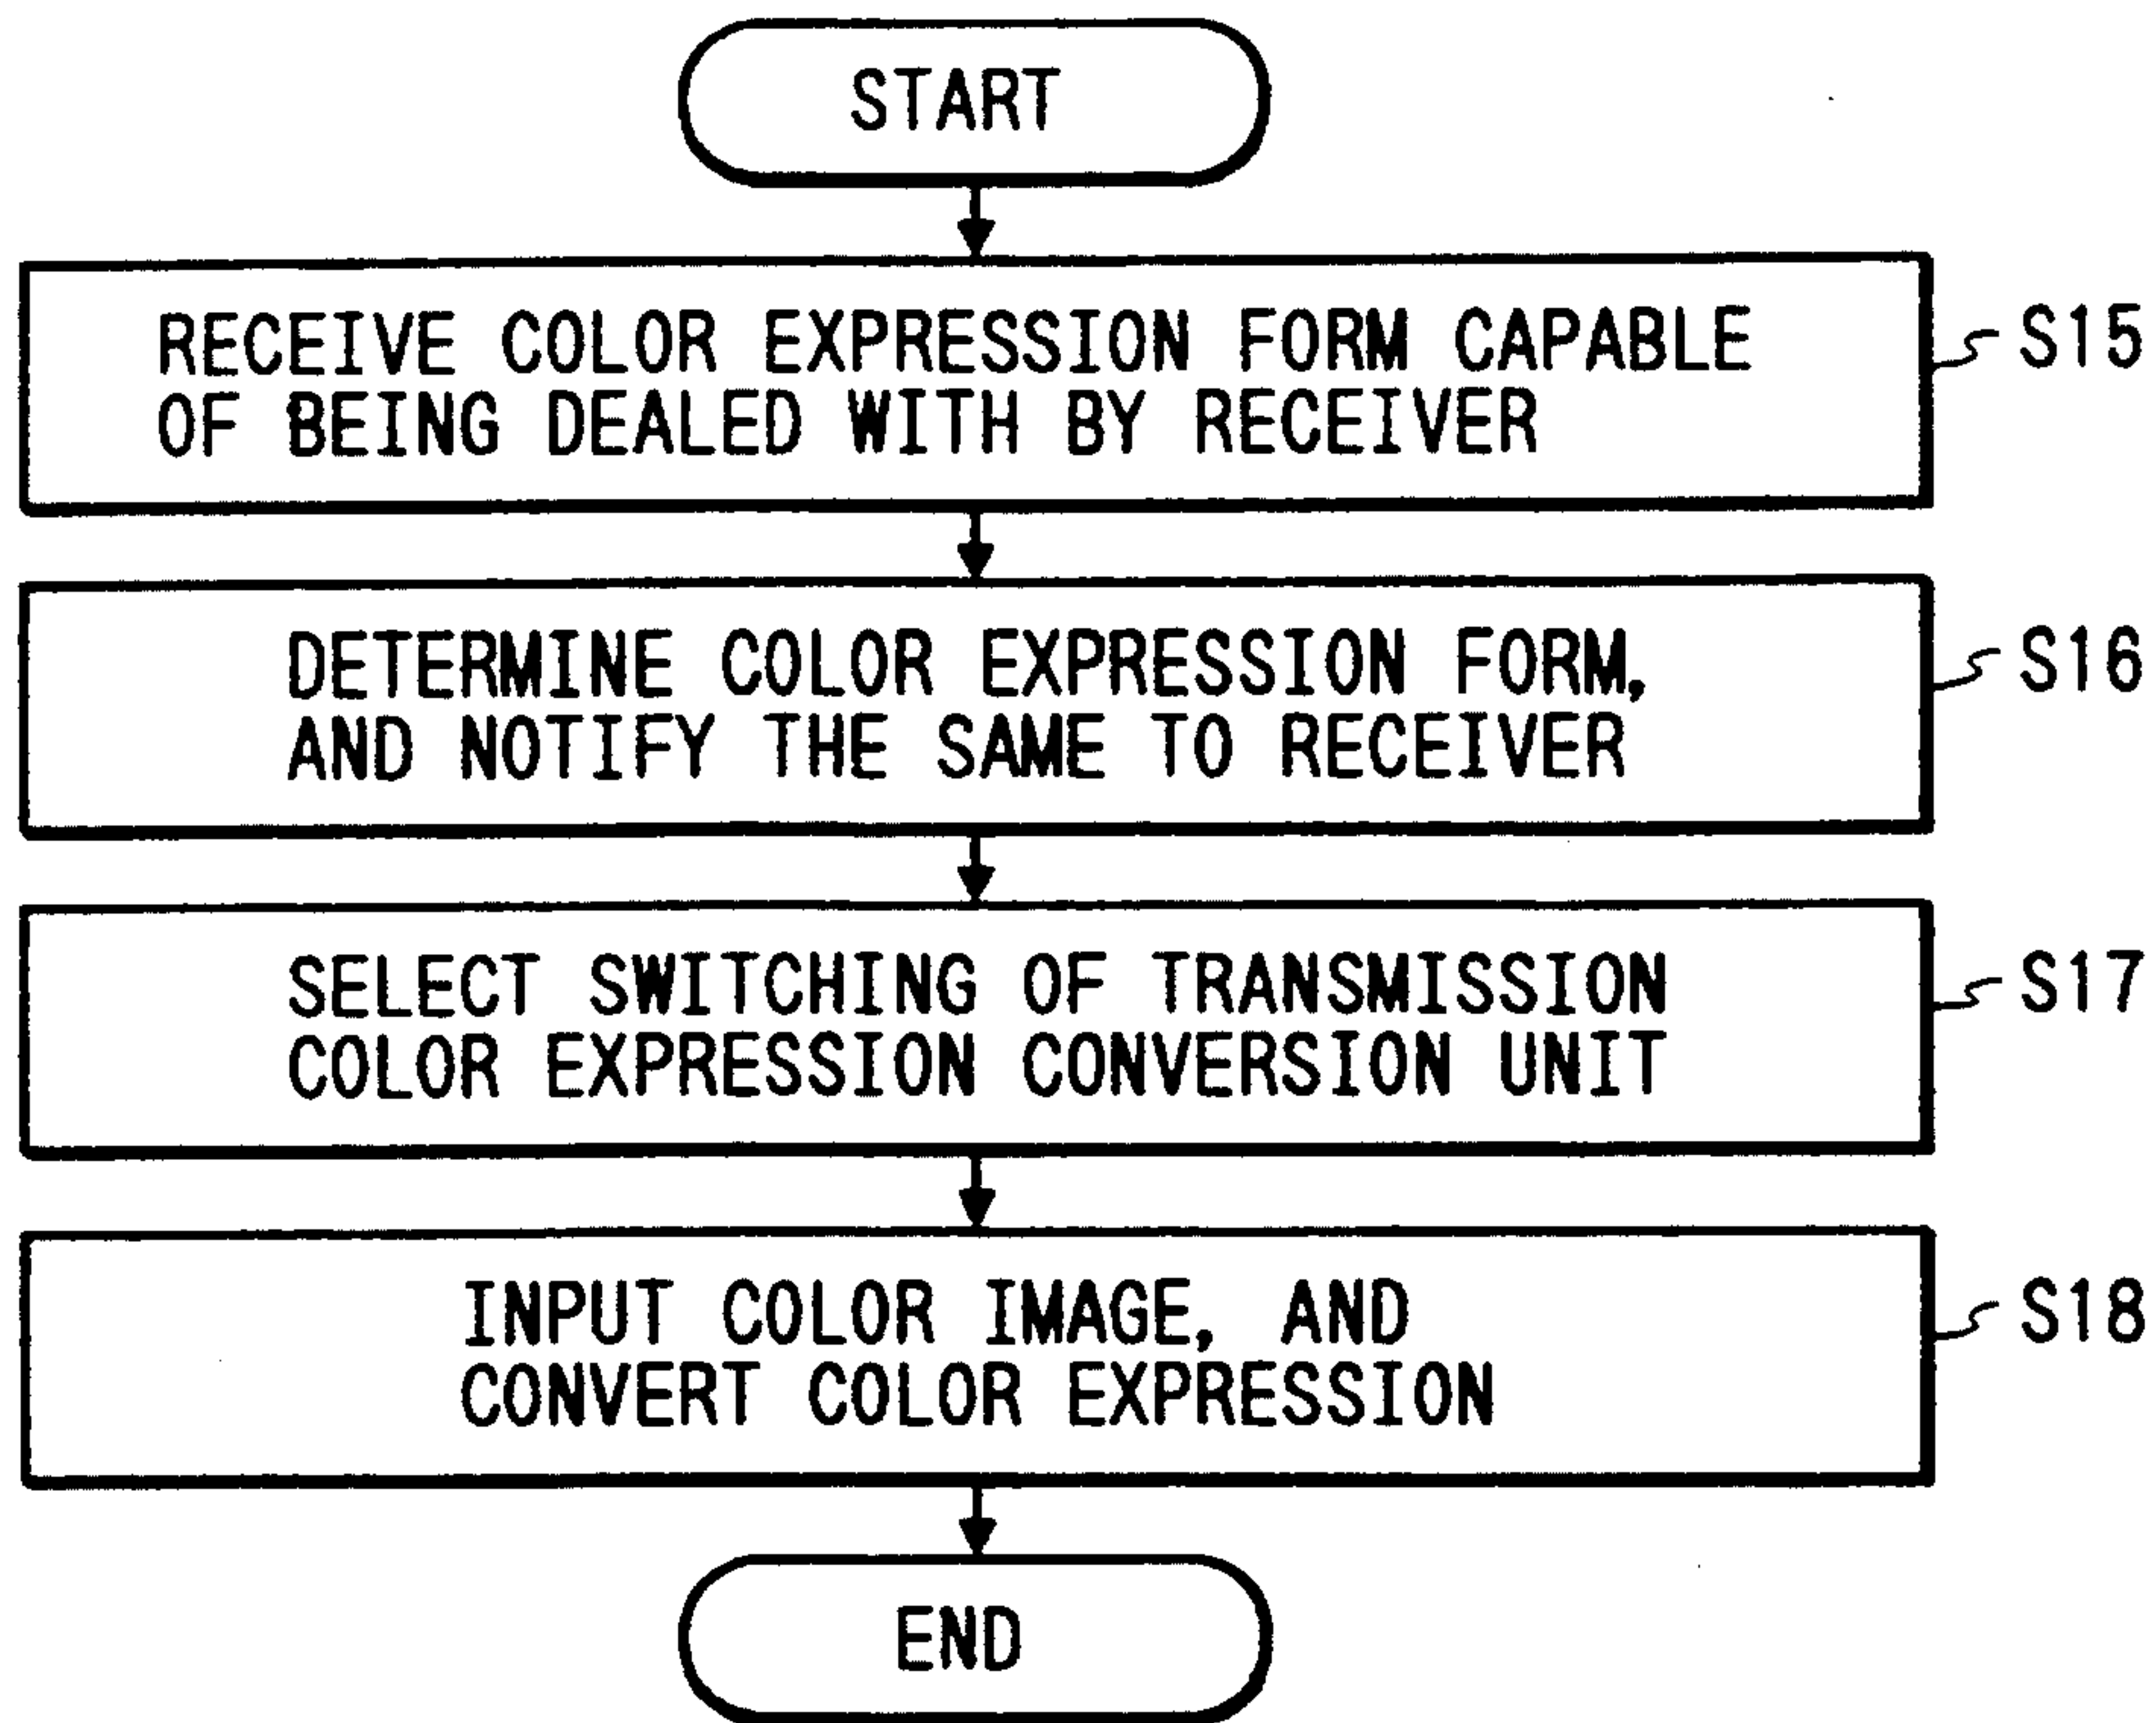 START
RECEIVE COLOR EXPRESSION FORM CAPABLE
OF BEING DEALED WITH BY RECEIVER
S15
DETERMINE COLOR EXPRESSION FORM,
AND NOTIFY THE SAME TO RECEIVER
S16
SELECT SWITCHING OF TRANSMISSION
COLOR EXPRESSION CONVERSION UNIT
S17
INPUT COLOR IMAGE, AND
CONVERT COLOR EXPRESSION
S18
END